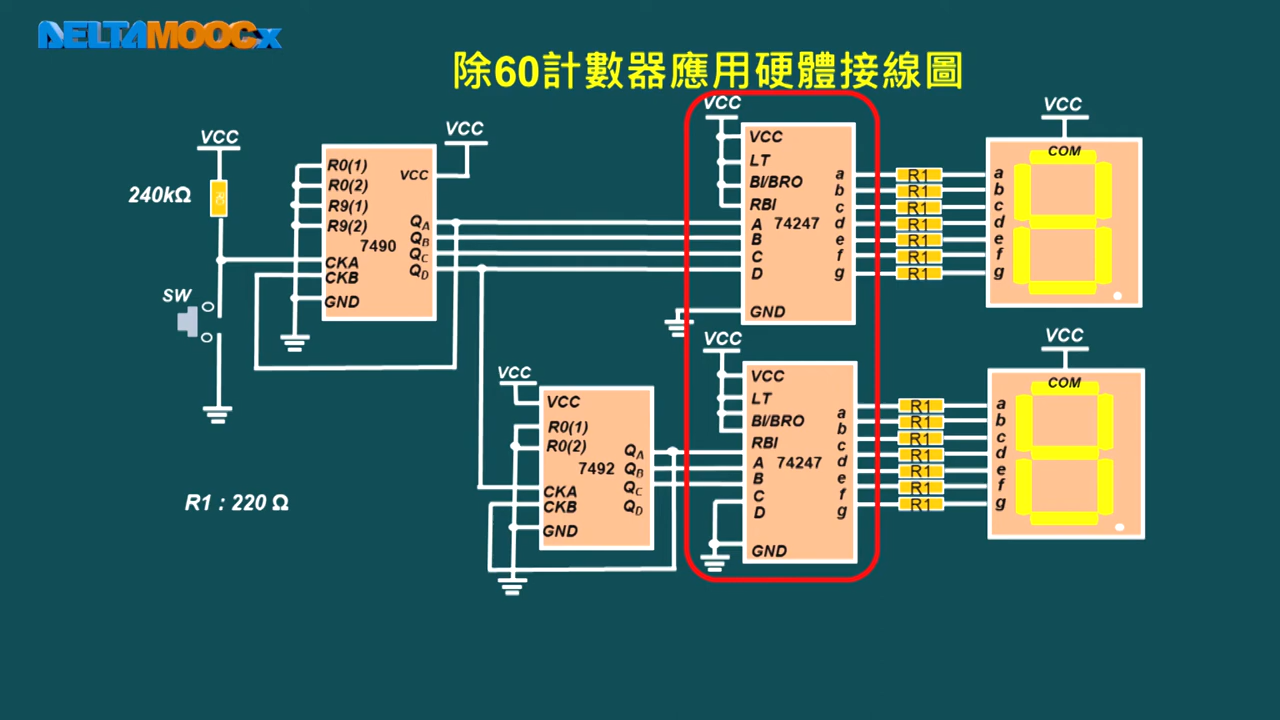 DELTAMOOCx
除60計數器應用硬體接線圖
VCC
240kΩ
SW
R0(1)
R0(2)
R9(1)
R9(2)
7490
CKA
CKB
GND
VCC
QA
QB
QC
QD
VCC
VCC
VCC
LT
BI/BRO
RBI
A
B
C
D
GND
74247
a
b
c
d
e
f
g
R1
R1
R1
R1
R1
R1
R1
VCC
COM
a
b
c
d
e
f
g
VCC
VCC
R0(1)
R0(2)
7492
CKA
CKB
GND
QA
QB
QC
QD
VCC
VCC
LT
BI/BRO
RBI
A
B
C
D
GND
74247
a
b
c
d
e
f
g
R1
R1
R1
R1
R1
R1
R1
VCC
COM
a
b
c
d
e
f
g
R1 : 220 Ω